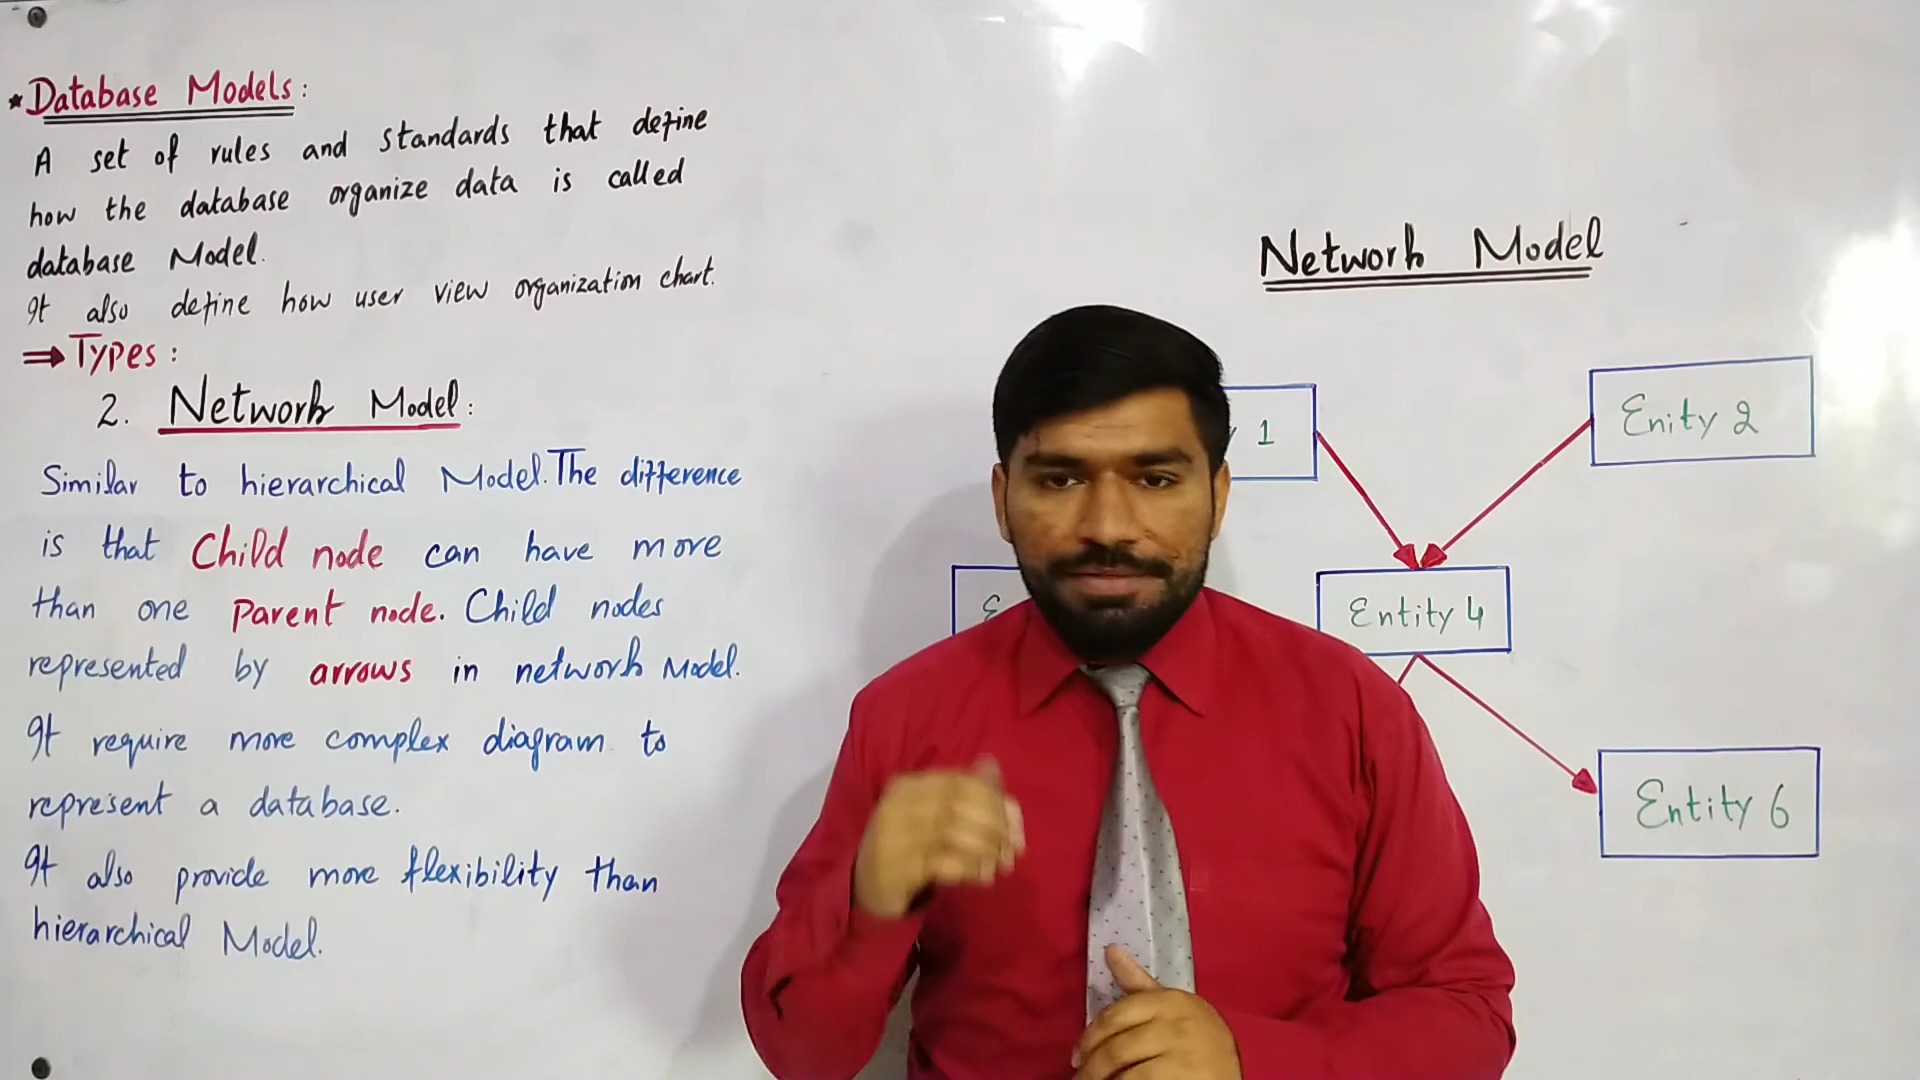 * Database Models:
A set of rules and standards that define
how the database organize data is called
database Model.
It also define how user view organization chart.
⇒ Types:
2. Network Model:
Similar to hierarchical Model. The difference
is that Child node can have more
than one Parent node. Child nodes
represented by arrows in network Model.
It require more complex diagram to
represent a database.
It also provide more flexibility than
hierarchical Model.
Network Model
1
Enity 2
Entity 4
Entity 6